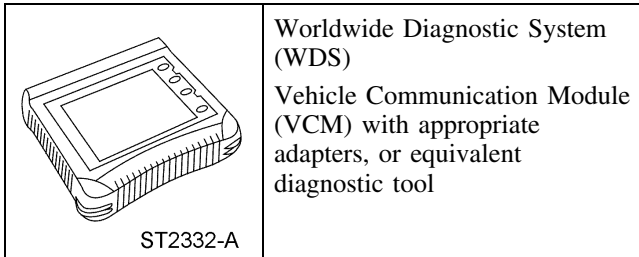 ST2332-A
Worldwide Diagnostic System
(WDS)
Vehicle Communication Module
(VCM) with appropriate
adapters, or equivalent
diagnostic tool